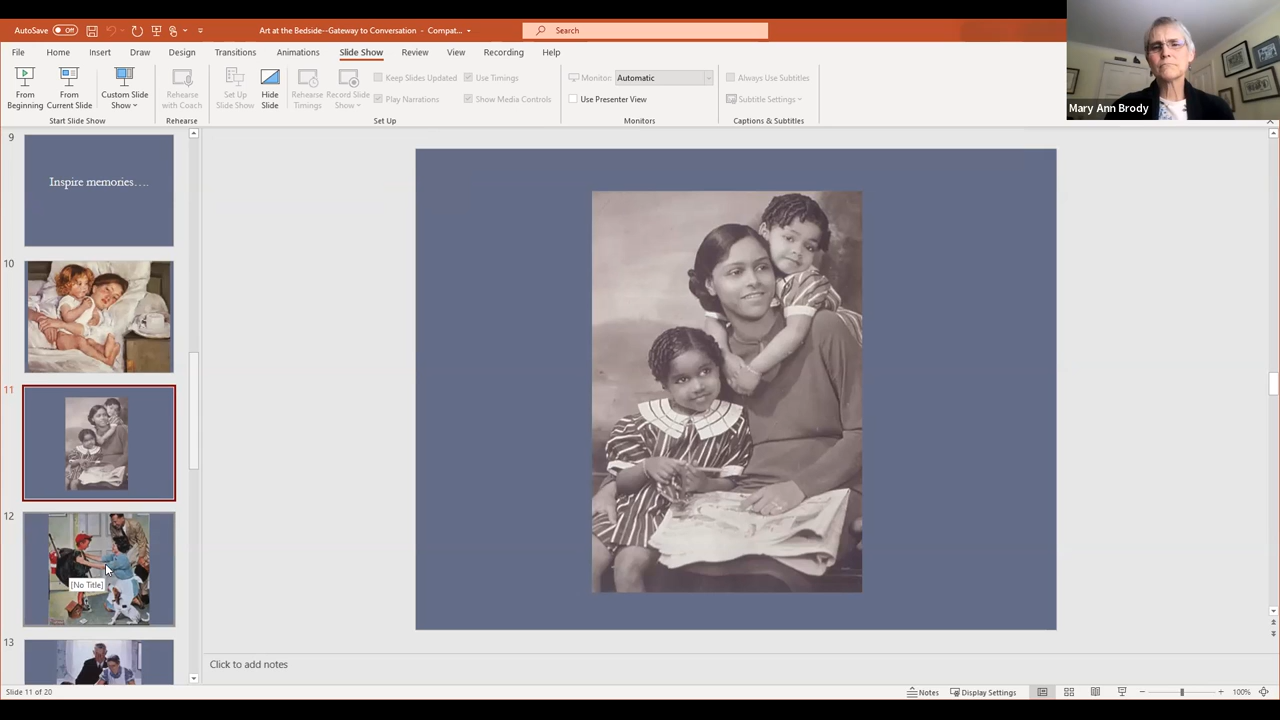 AutoSave Off
Art at the Bedside--Gateway to Conversation - Compat...
Search
File Home Insert Draw Design Transitions Animations Slide Show Review View Recording Help
From Beginning
From Current Slide
Custom Slide Show
Start Slide Show
Rehearse with Coach
Rehearse
Set Up Slide Show
Hide Slide
Rehearse Timings
Record Slide Show
Keep Slides Updated
Play Narrations
Use Timings
Show Media Controls
Set Up
Monitor: Automatic
Use Presenter View
Monitors
Always Use Subtitles
Subtitle Settings
Captions & Subtitles
Mary Ann Brody
9
Inspire memories….
10
11
12
[No Title]
13
Click to add notes
Slide 11 of 20
Notes Display Settings 100%